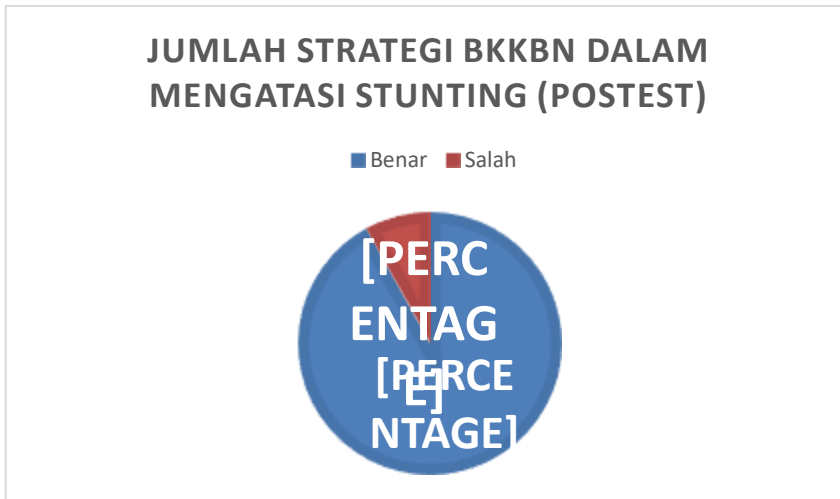 JUMLAH STRATEGI BKKBN DALAM
MENGATASI STUNTING (POSTEST)
Benar Salah
[PERC
ENTAG
E]
[PERCE
NTAGE]